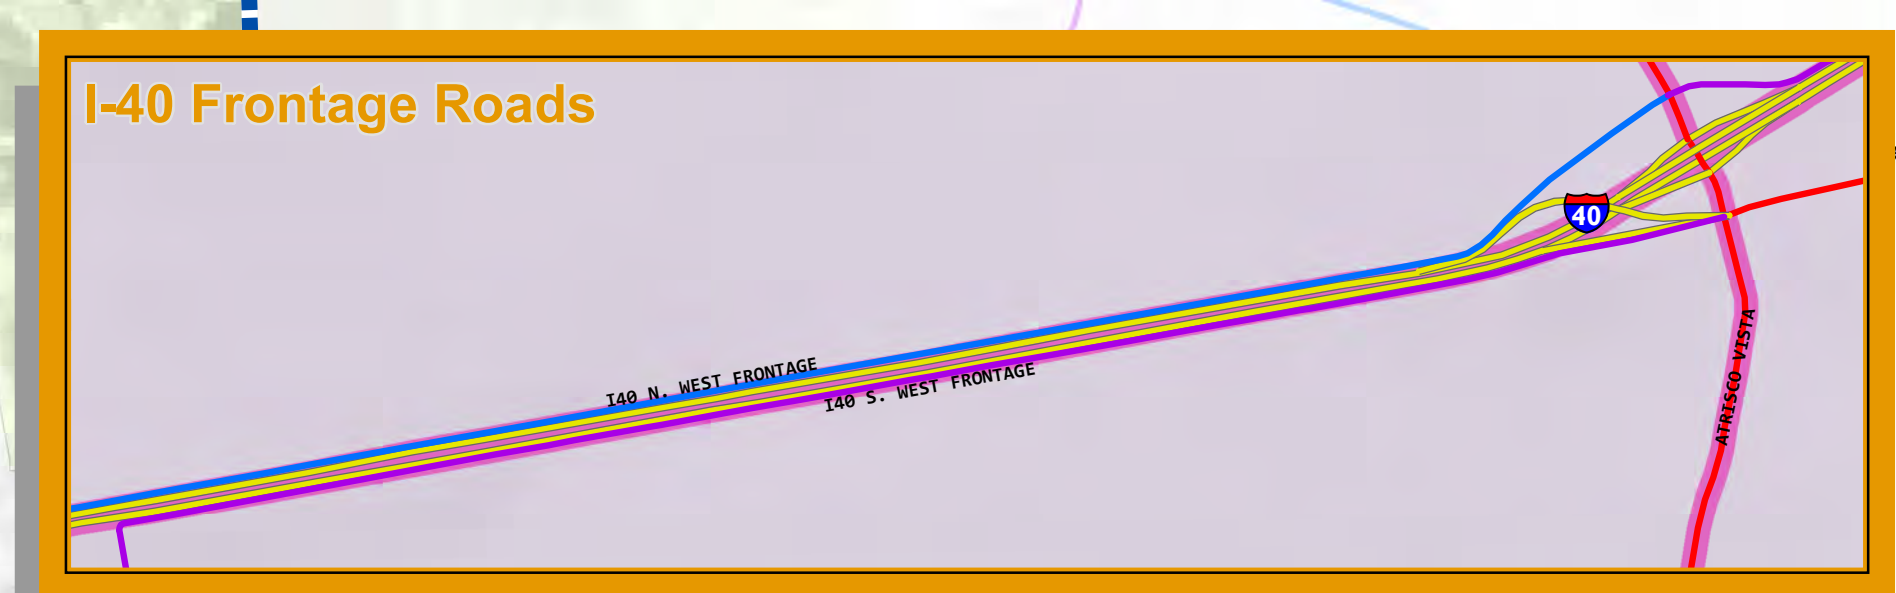 I-40 Frontage Roads
40
I40 N. WEST FRONTAGE
I40 S. WEST FRONTAGE
ATRISCO VISTA